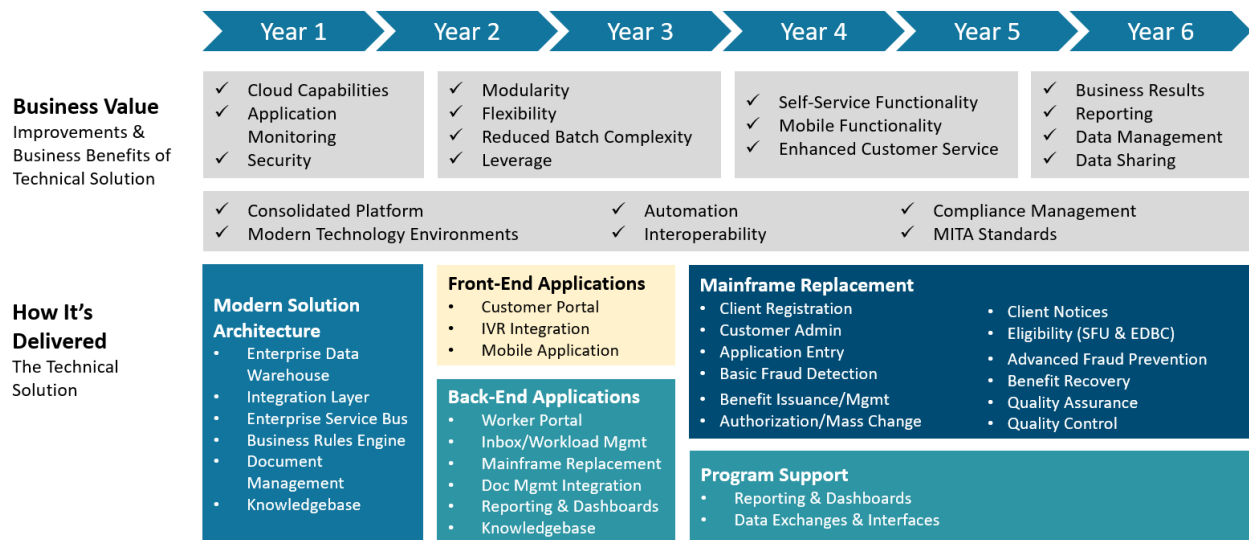 Year 1
Year 2
Year 3
Year 4
Year 5
Year 6
Business Value
Improvements &
Business Benefits of
Technical Solution
✓ Cloud Capabilities
✓ Application
Monitoring
✓ Security
✓ Modularity
✓ Flexibility
✓ Reduced Batch Complexity
✓ Leverage
✓ Self-Service Functionality
✓ Mobile Functionality
✓ Enhanced Customer Service
✓ Business Results
✓ Reporting
✓ Data Management
✓ Data Sharing
✓ Consolidated Platform
✓ Modern Technology Environments
✓ Automation
✓ Interoperability
✓ Compliance Management
✓ MITA Standards
How It's
Delivered
The Technical
Solution
Modern Solution
Architecture
• Enterprise Data
Warehouse
• Integration Layer
• Enterprise Service Bus
• Business Rules Engine
• Document
Management
• Knowledgebase
Front-End Applications
• Customer Portal
• IVR Integration
• Mobile Application
Back-End Applications
• Worker Portal
• Inbox/Workload Mgmt
• Mainframe Replacement
• Doc Mgmt Integration
• Reporting & Dashboards
• Knowledgebase
Mainframe Replacement
• Client Registration
• Customer Admin
• Application Entry
• Basic Fraud Detection
• Benefit Issuance/Mgmt
• Authorization/Mass Change
• Client Notices
• Eligibility (SFU & EDBC)
• Advanced Fraud Prevention
• Benefit Recovery
• Quality Assurance
• Quality Control
Program Support
• Reporting & Dashboards
• Data Exchanges & Interfaces